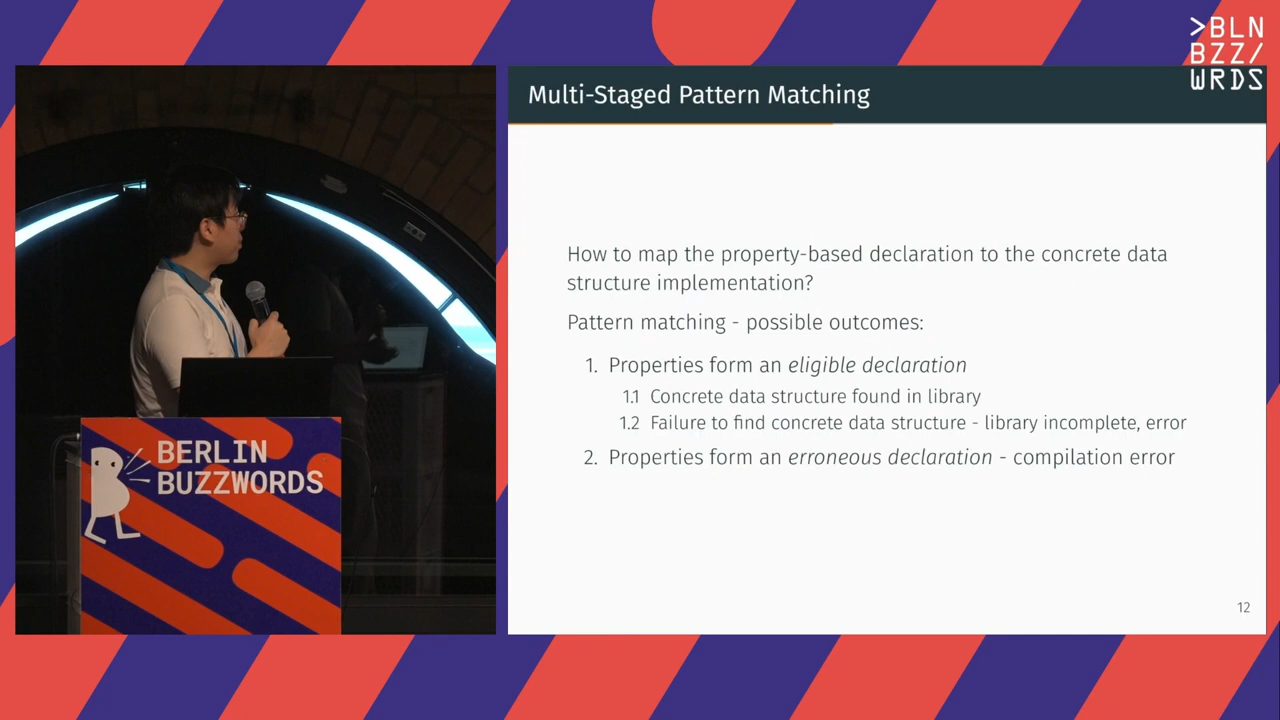 >BLN
BZZ/
WRDS
Multi-Staged Pattern Matching
How to map the property-based declaration to the concrete data
structure implementation?
Pattern matching - possible outcomes:
1. Properties form an eligible declaration
1.1 Concrete data structure found in library
1.2 Failure to find concrete data structure - library incomplete, error
2. Properties form an erroneous declaration - compilation error
12
BERLIN
BUZZWORDS